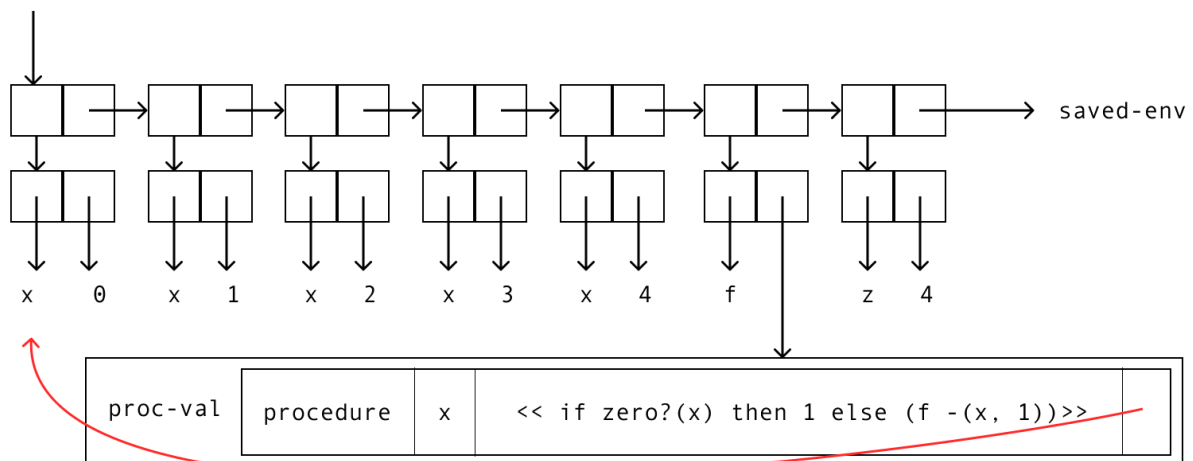 saved-env
x 0 x 1 x 2 x 3 x 4 f z 4
proc-val procedure x << if zero?(x) then 1 else (f -(x, 1))>>